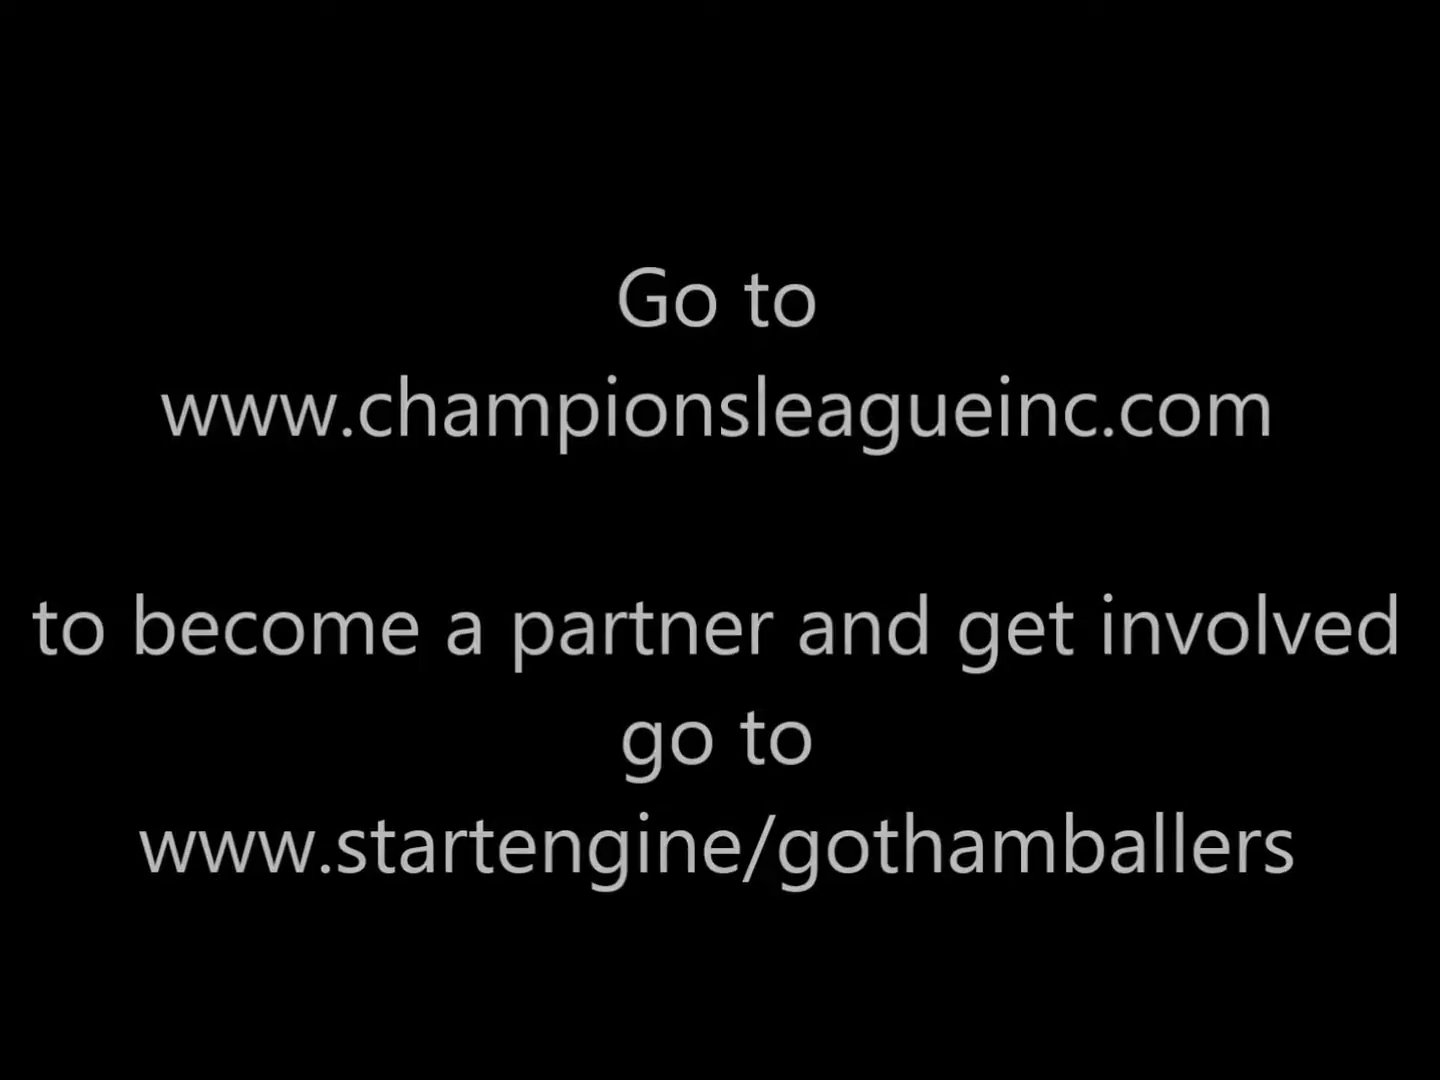 Go to
www.championsleagueinc.com
to become a partner and get involved
go to
www.startengine/gothamballers